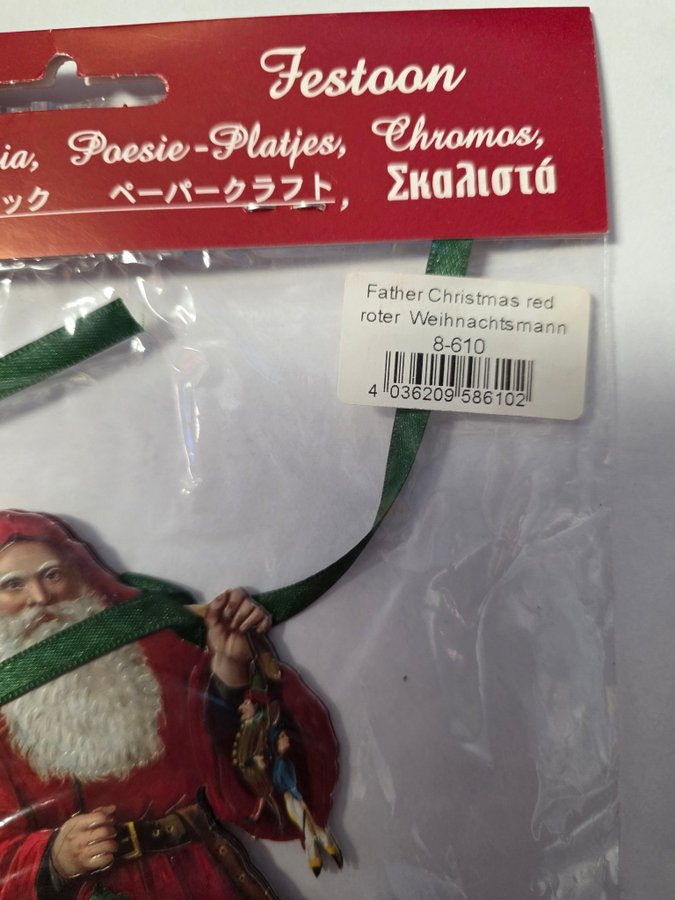 Festoon
ia, Poesie-Platjes, Chromos,
ック ペーパークラフト, Σκαλιστά
Father Christmas red
roter Weihnachtsmann
8-610
4 036209 586102